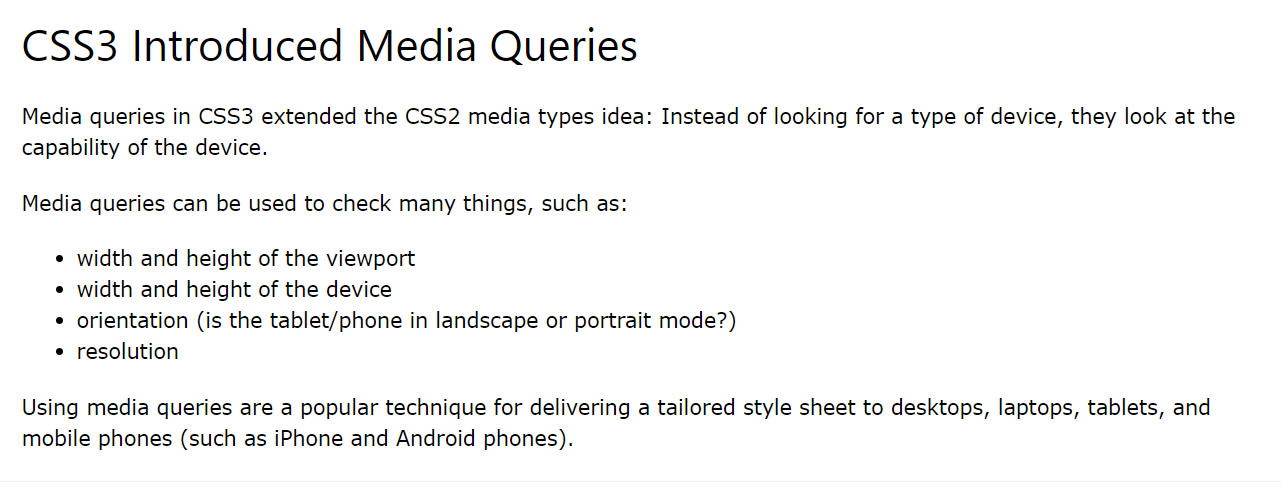 CSS3 Introduced Media Queries
Media queries in CSS3 extended the CSS2 media types idea: Instead of looking for a type of device, they look at the
capability of the device.
Media queries can be used to check many things, such as:
• width and height of the viewport
• width and height of the device
• orientation (is the tablet/phone in landscape or portrait mode?)
• resolution
Using media queries are a popular technique for delivering a tailored style sheet to desktops, laptops, tablets, and
mobile phones (such as iPhone and Android phones).